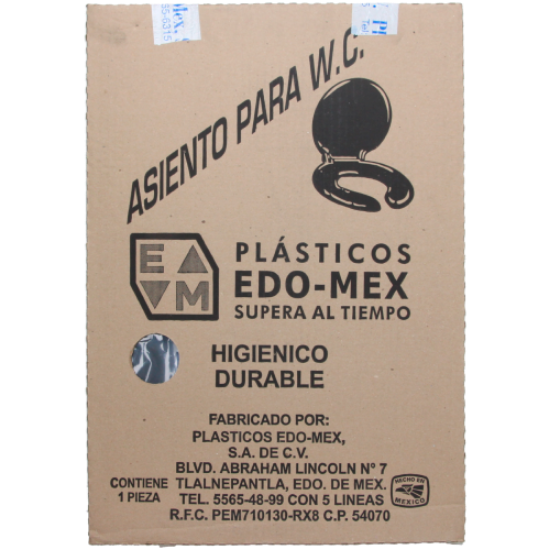 ASIENTO PARA W.C.
E M
PLÁSTICOS
EDO-MEX
SUPERA AL TIEMPO
HIGIENICO
DURABLE
FABRICADO POR:
PLASTICOS EDO-MEX,
S.A. DE C.V.
BLVD. ABRAHAM LINCOLN N° 7
CONTIENE TLALNEPANTLA, EDO. DE MEX.
1 PIEZA TEL. 5565-48-99 CON 5 LINEAS
R.F.C. PEM710130-RX8 C.P. 54070
HECHO EN
MEXICO